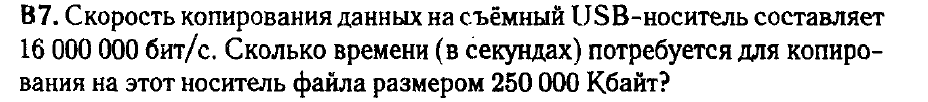 В7. Скорость копирования данных на съёмный USB-носитель составляет
16 000 000 бит/с. Сколько времени (в секундах) потребуется для копиро-
вания на этот носитель файла размером 250 000 Кбайт?